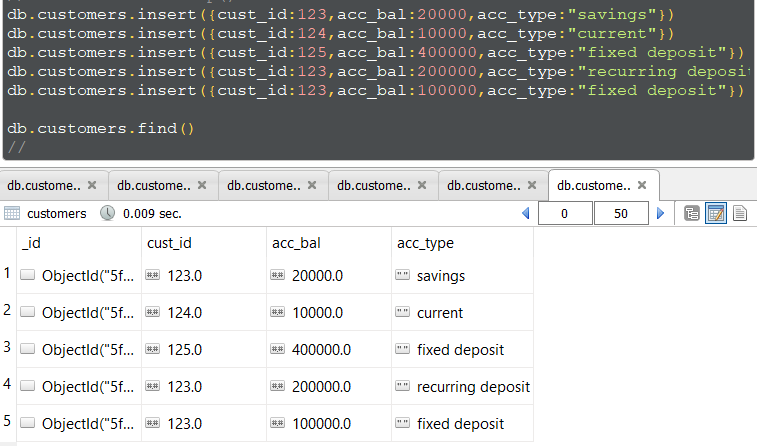 db.customers.insert({cust_id:123,acc_bal:20000,acc_type:"savings"})
db.customers.insert({cust_id:124,acc_bal:10000,acc_type:"current"})
db.customers.insert({cust_id:125,acc_bal:400000,acc_type:"fixed deposit"})
db.customers.insert({cust_id:123,acc_bal:200000,acc_type:"recurring deposit
db.customers.insert({cust_id:123,acc_bal:100000,acc_type:"fixed deposit"})
db.customers.find()
//
db.custome.. db.custome.. db.custome.. db.custome.. db.custome.. db.custome..
customers 0.009 sec. 0 50
_id cust_id acc_bal acc_type
1 ObjectId("5f... ## 123.0 ## 20000.0 "" savings
2 ObjectId("5f... ## 124.0 ## 10000.0 "" current
3 ObjectId("5f... ## 125.0 ## 400000.0 "" fixed deposit
4 ObjectId("5f... ## 123.0 ## 200000.0 "" recurring deposit
5 ObjectId("5f... ## 123.0 ## 100000.0 "" fixed deposit